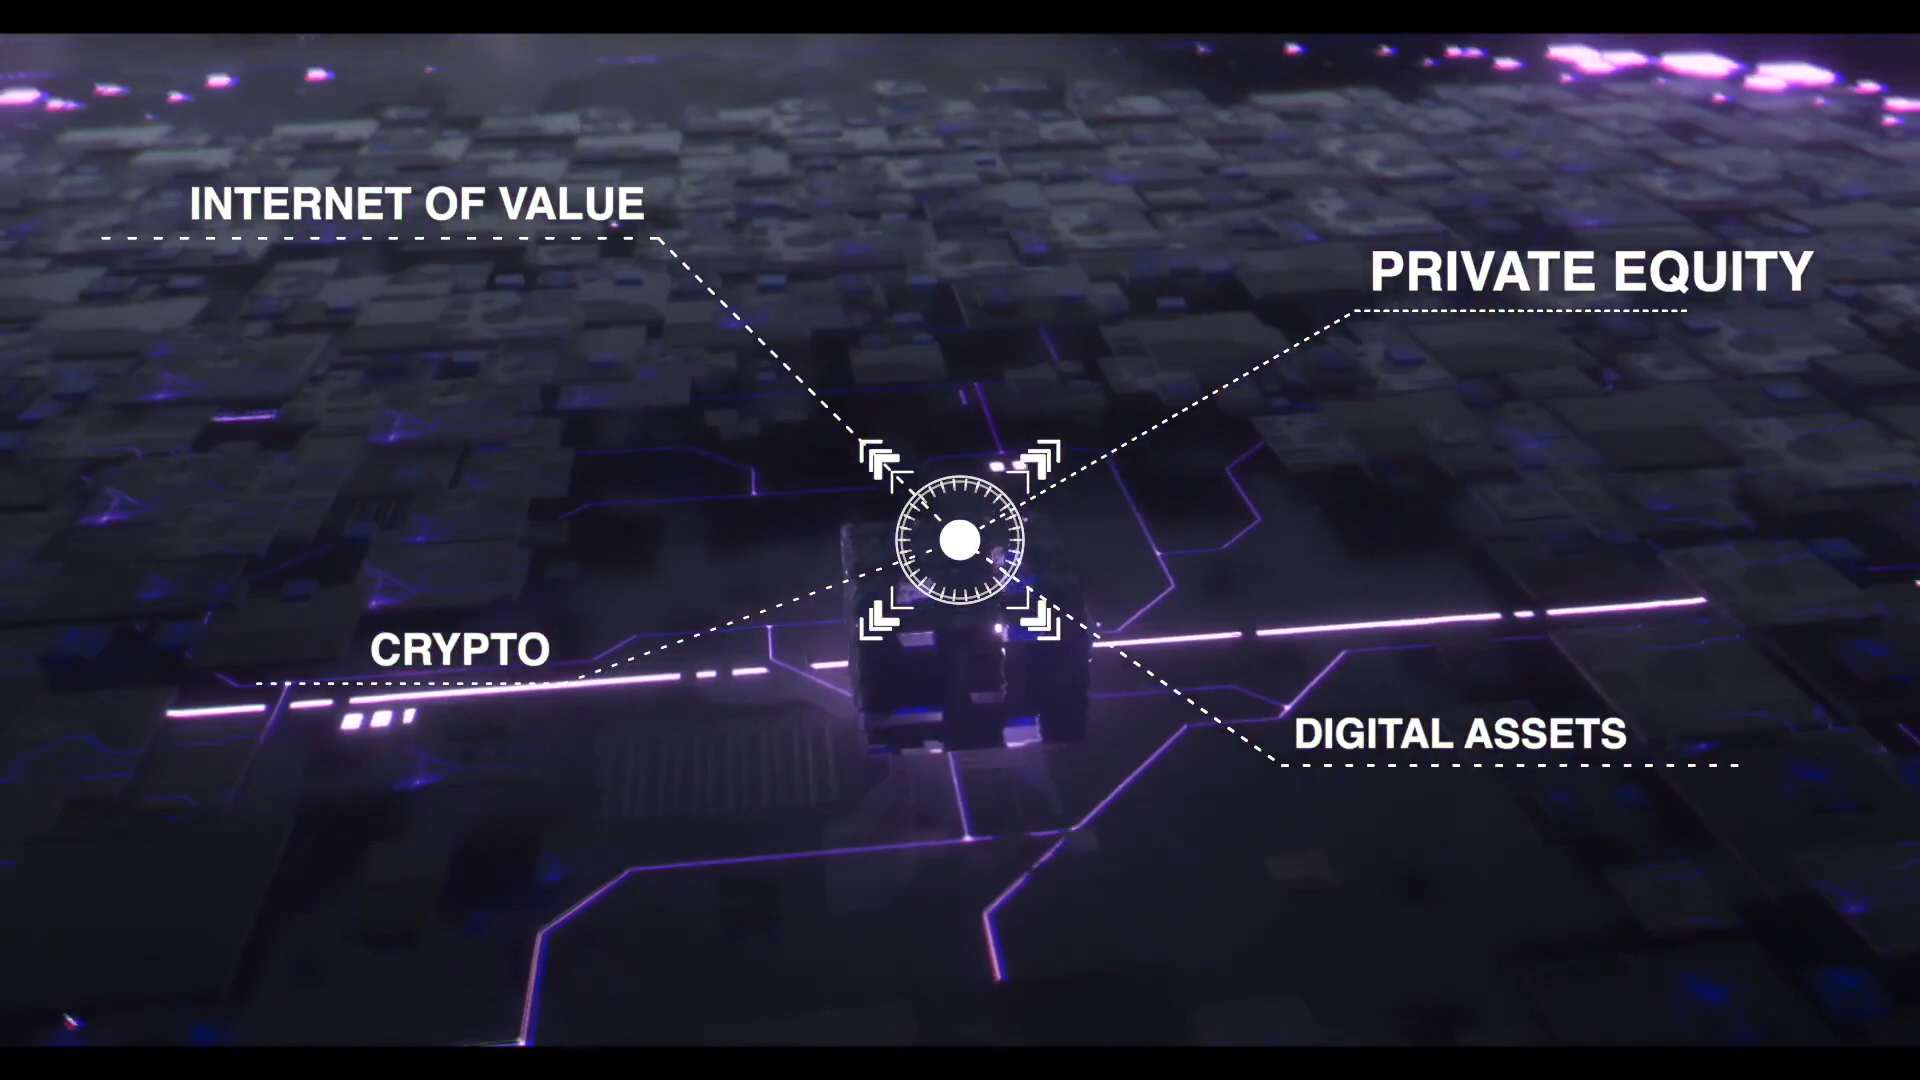 INTERNET OF VALUE
PRIVATE EQUITY
CRYPTO
DIGITAL ASSETS